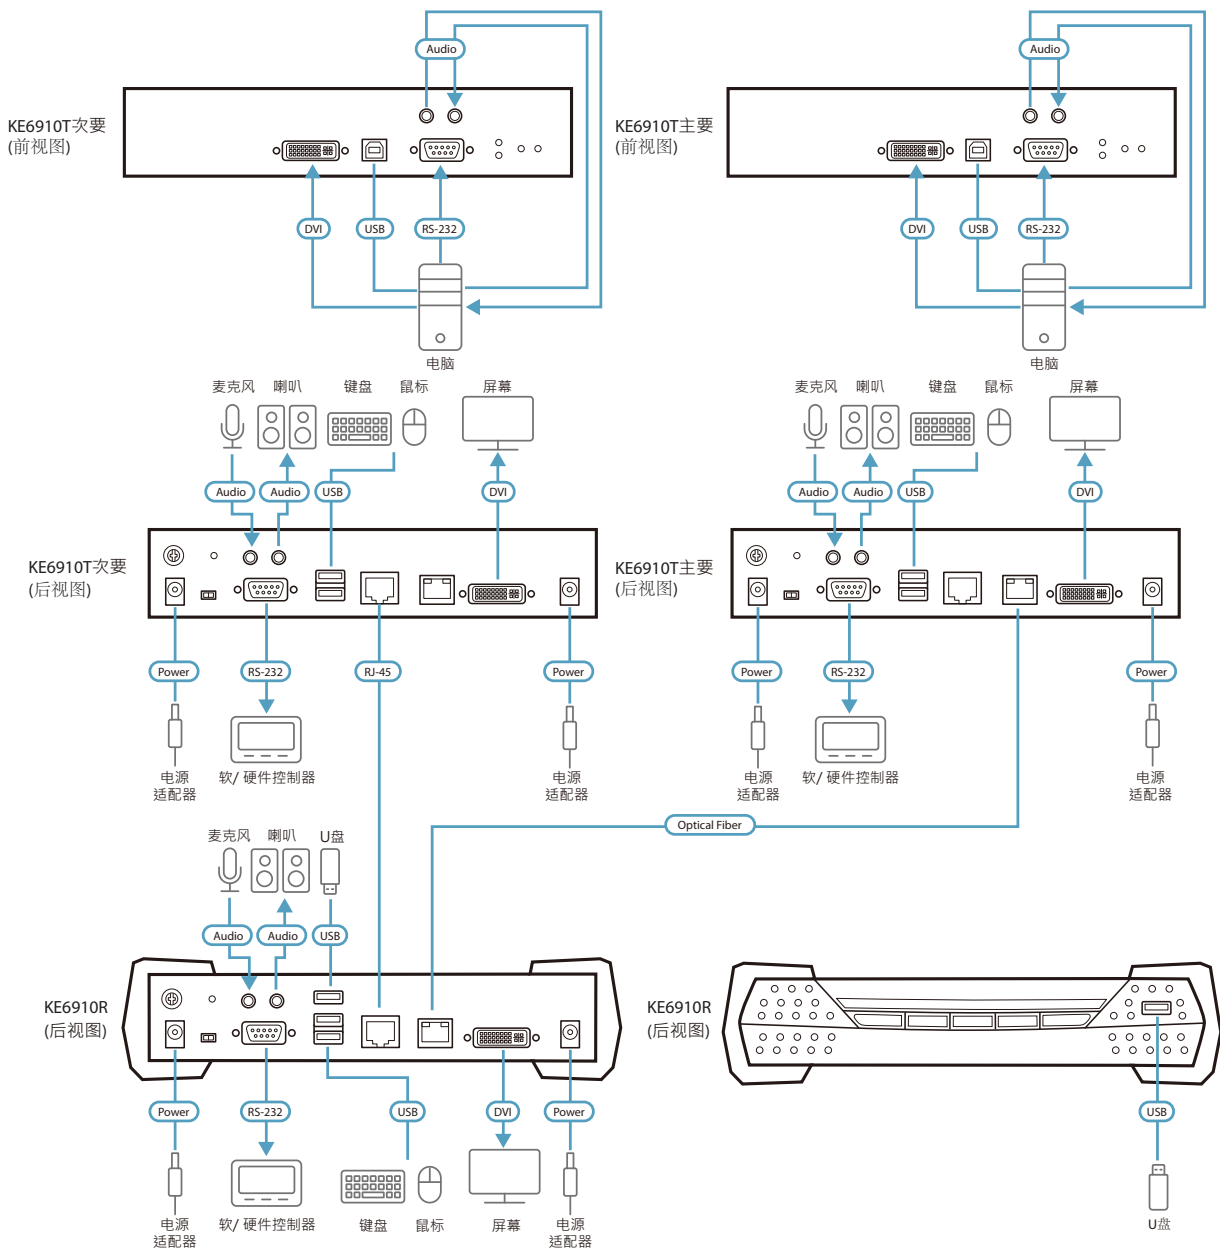 Audio
Audio
KE6910T次要
(前视图)
KE6910T主要
(前视图)
DVI
USB
RS-232
DVI
USB
RS-232
电脑
电脑
麦克风
喇叭
键盘
鼠标
屏幕
麦克风
喇叭
键盘
鼠标
屏幕
Audio
Audio
USB
DVI
Audio
Audio
USB
DVI
KE6910T次要
(后视图)
KE6910T主要
(后视图)
Power
RS-232
RJ-45
Power
Power
RS-232
Power
电源
适配器
软/ 硬件控制器
电源
适配器
电源
适配器
软/ 硬件控制器
电源
适配器
Optical Fiber
麦克风
喇叭
U盘
Audio
Audio
USB
KE6910R
(后视图)
KE6910R
(后视图)
Power
RS-232
USB
DVI
Power
USB
电源
适配器
软/ 硬件控制器
键盘
鼠标
屏幕
电源
适配器
U盘